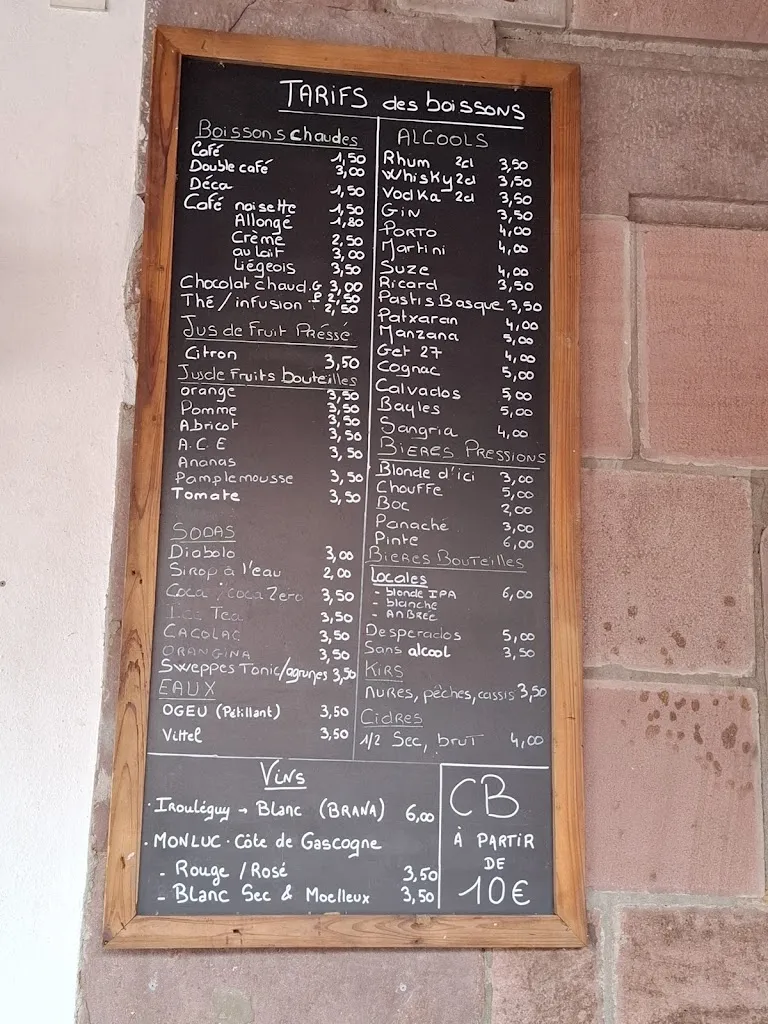 TARIFS des boissons
Boissons chaudes
Café 1,50
Double café 3,00
Déca 1,50
Café noisette 1,50
Allongé 1,80
Crème 2,50
au lait 3,00
Liégeois 3,50
Chocolat chaud.G 3,00
P 2,50
Thé / infusion : 2,50
Jus de Fruit Préssé
Citron 3,50
Jus de Fruits bouteilles
orange 3,50
Pomme 3,50
Abricot 3,50
A.C.E 3,50
Ananas 3,50
Pamplemousse 3,50
Tomate 3,50
SODAS
Diabolo 3,00
Sirop à l'eau 2,00
Coca / Coca Zero 3,50
Ice Tea 3,50
CACOLAC 3,50
ORANGINA 3,50
Sweppes Tonic/agrumes 3,50
EAUX
OGEU (Pétillant) 3,50
Vittel 3,50
ALCOOLS
Rhum 2cl 3,50
Whisky 2cl 3,50
Vodka 2cl 3,50
Gin 3,50
Porto 4,00
Martini 4,00
Suze 4,00
Ricard 3,50
Pastis Basque 3,50
Patxaran 4,00
Manzana 5,00
Get 27 4,00
Cognac 5,00
Calvados 5 00
Bayles 5,00
Sangria 4,00
BIERES PRESSIONS
Blonde d'ici 3,00
Chouffe 5,00
Boc 2,00
Panaché 3,00
Pinte 6,00
BIERES BOUTEILLES
Locales
- blonde IPA 6,00
- blanche
- AMBREE
Desperados 5,00
Sans alcool 3,50
KIRS
mures, pêches, cassis 3,50
Cidres
1/2 Sec, brut 4,00
Vins
· Irouléguy → Blanc (BRANA) 6,00
· MONLUC · Côte de Gascogne
- Rouge / Rosé 3,50
- Blanc Sec & Moelleux 3,50
CB
À PARTIR
DE
10€